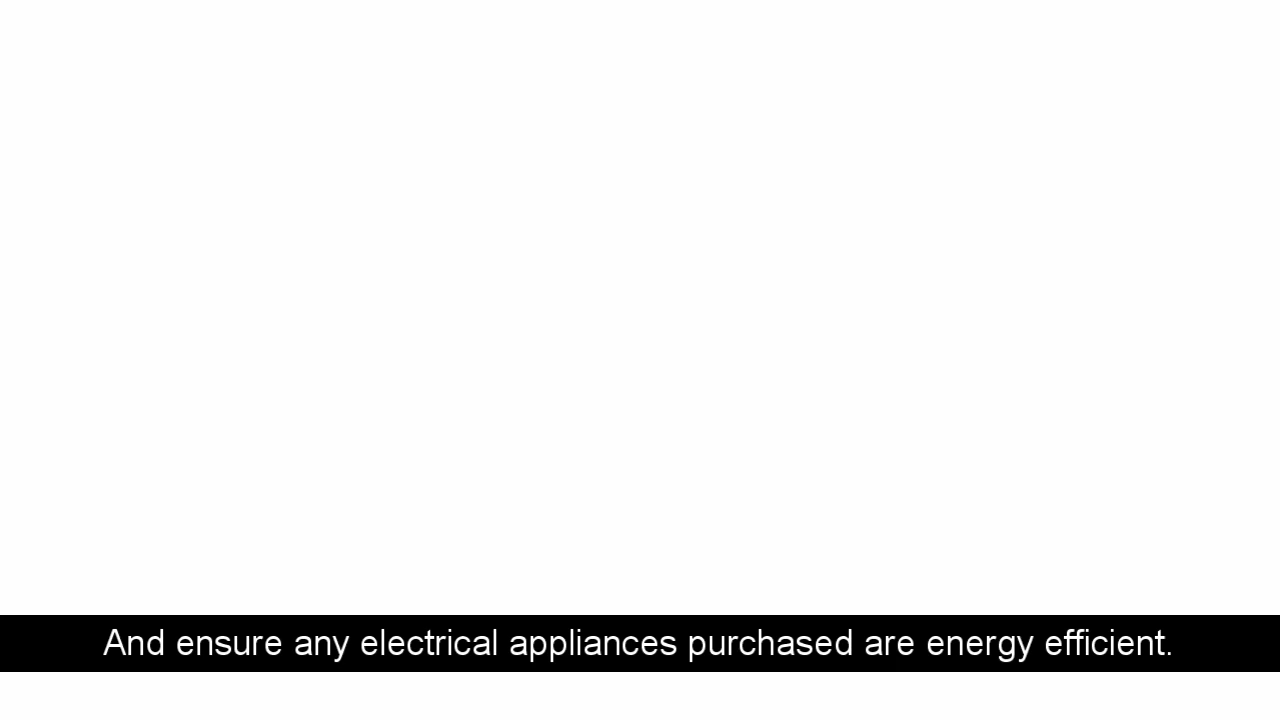 And ensure any electrical appliances purchased are energy efficient.